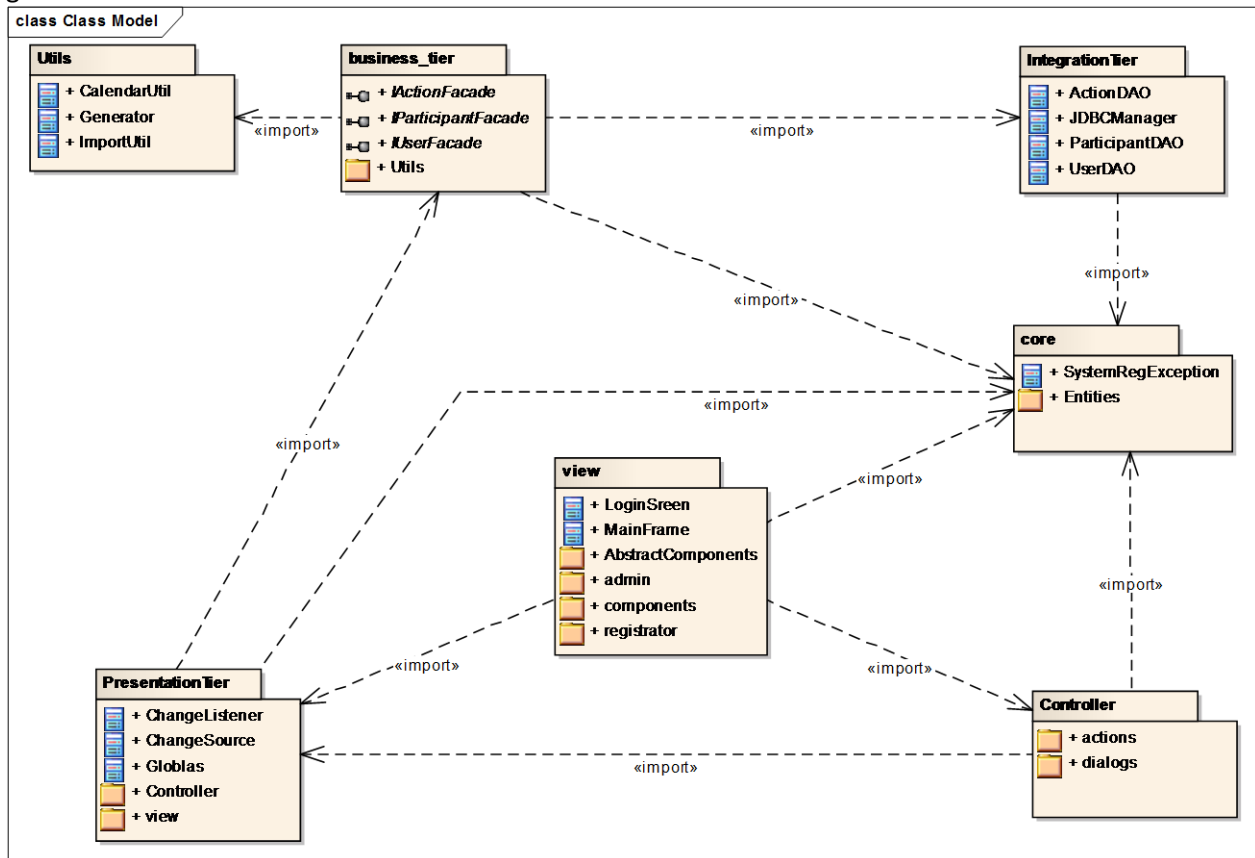 class Class Model
Utils
+ CalendarUtil
+ Generator
+ ImportUtil
«import»
business_tier
+ IActionFacade
+ IParticipantFacade
+ IUserFacade
+ Utils
«import»
IntegrationTier
+ ActionDAO
+ JDBCManager
+ ParticipantDAO
+ UserDAO
«import»
«import»
core
+ SystemRegException
+ Entities
«import»
«import»
view
+ LoginSreen
+ MainFrame
+ AbstractComponents
+ admin
+ components
+ registrator
«import»
«import»
«import»
«import»
PresentationTier
+ ChangeListener
+ ChangeSource
+ Globlas
+ Controller
+ view
«import»
Controller
+ actions
+ dialogs